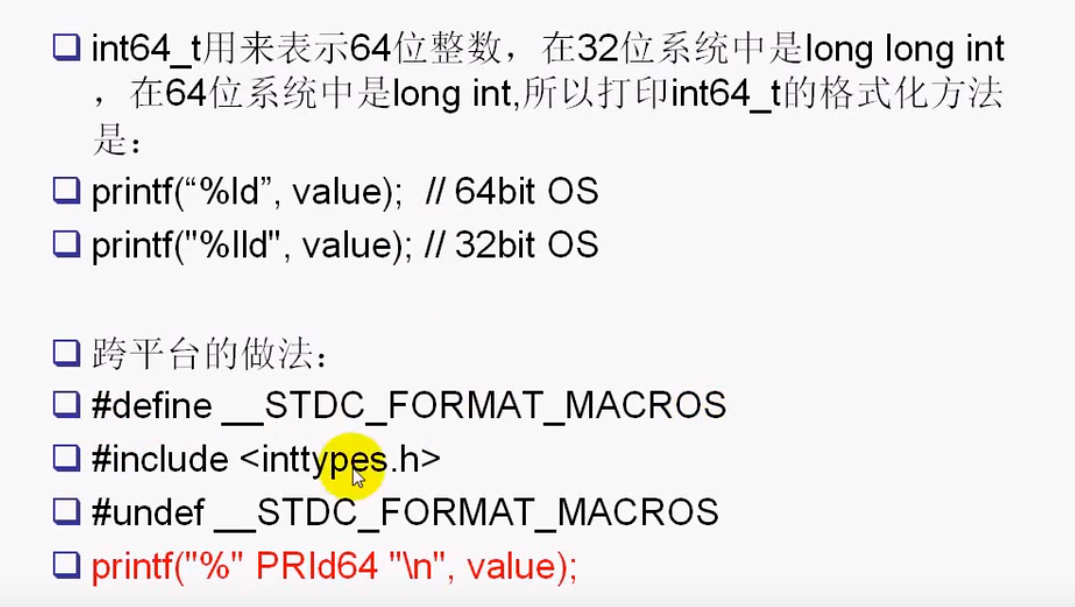 int64_t用来表示64位整数，在32位系统中是long long int
，在64位系统中是long int,所以打印int64_t的格式化方法
是：
printf(“%ld”, value);  // 64bit OS
printf("%lld", value); // 32bit OS
跨平台的做法：
#define __STDC_FORMAT_MACROS
#include <inttypes.h>
#undef __STDC_FORMAT_MACROS
printf("%" PRId64 "\n", value);